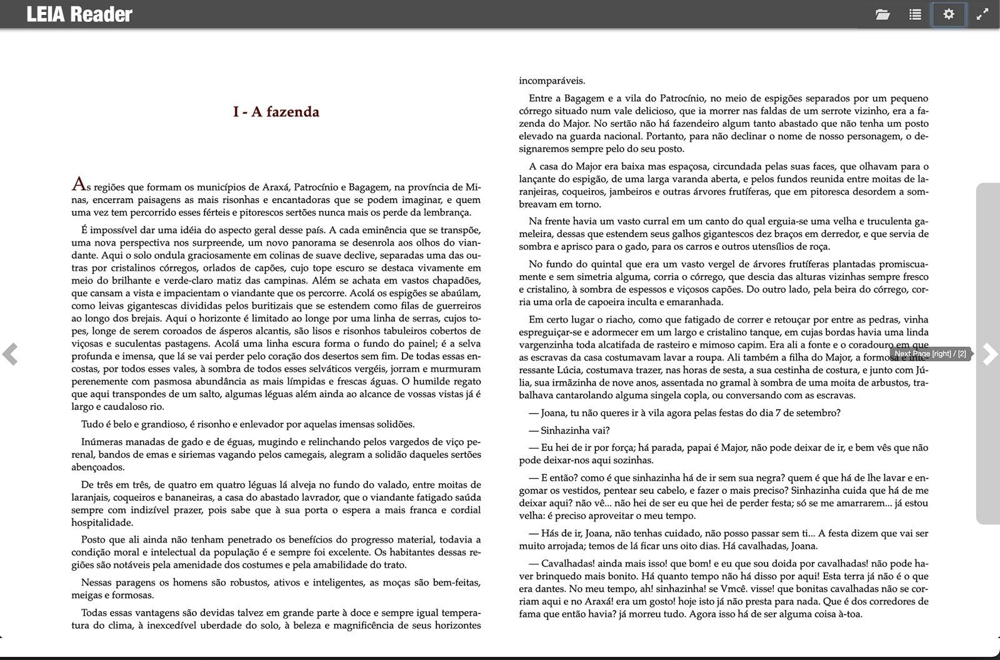 LEIA Reader
I - A fazenda
As regiões que formam os municípios de Araxá, Patrocínio e Bagagem, na província de Mi-
nas, encerram paisagens as mais risonhas e encantadoras que se podem imaginar, e quem
uma vez tem percorrido esses férteis e pitorescos sertões nunca mais os perde da lembrança.
É impossível dar uma idéia do aspecto geral desse país. A cada eminência que se transpõe,
uma nova perspectiva nos surpreende, um novo panorama se desenrola aos olhos do vian-
dante. Aqui o solo ondula graciosamente em colinas de suave declive, separadas uma das ou-
tras por cristalinos córregos, orlados de capões, cujo tope escuro se destaca vivamente em
meio do brilhante e verde-claro matiz das campinas. Além se achata em vastos chapadões,
que cansam a vista e impacientam o viandante que os percorre. Acolá os espigões se abaúlam,
como leivas gigantescas divididas pelos buritizais que se estendem como filas de guerreiros
ao longo dos brejais. Aqui o horizonte é limitado ao longe por uma linha de serras, cujos to-
pes, longe de serem coroados de ásperos alcantis, são lisos e risonhos tabuleiros cobertos de
viçosas e suculentas pastagens. Acolá uma linha escura forma o fundo do painel; é a selva
profunda e imensa, que lá se vai perder pelo coração dos desertos sem fim. De todas essas en-
costas, por todos esses vales, à sombra de todos esses selváticos vergéis, jorram e murmuram
perenemente com pasmosa abundância as mais límpidas e frescas águas. O humilde regato
que aqui transpondes de um salto, algumas léguas além ainda ao alcance de vossas vistas já é
largo e caudaloso rio.
Tudo é belo e grandioso, é risonho e enlevador por aquelas imensas solidões.
Inúmeras manadas de gado e de éguas, mugindo e relinchando pelos vargedos de viço pe-
renal, bandos de emas e siriemas vagando pelos camegais, alegram a solidão daqueles sertões
abençoados.
De três em três, de quatro em quatro léguas lá alveja no fundo do valado, entre moitas de
laranjais, coqueiros e bananeiras, a casa do abastado lavrador, que o viandante fatigado saúda
sempre com indizível prazer, pois sabe que à sua porta o espera a mais franca e cordial
hospitalidade.
Posto que ali ainda não tenham penetrado os benefícios do progresso material, todavia a
condição moral e intelectual da população é e sempre foi excelente. Os habitantes dessas re-
giões são notáveis pela amenidade dos costumes e pela amabilidade do trato.
Nessas paragens os homens são robustos, ativos e inteligentes, as moças são bem-feitas,
meigas e formosas.
Todas essas vantagens são devidas talvez em grande parte à doce e sempre igual tempera-
tura do clima, à inexcedível uberdade do solo, à beleza e magnificência de seus horizontes
incomparáveis.
Entre a Bagagem e a vila do Patrocínio, no meio de espigões separados por um pequeno
córrego situado num vale delicioso, que ia morrer nas faldas de um serrote vizinho, era a fa-
zenda do Major. No sertão não há fazendeiro algum tanto abastado que não tenha um posto
elevado na guarda nacional. Portanto, para não declinar o nome de nosso personagem, o de-
signaremos sempre pelo do seu posto.
A casa do Major era baixa mas espaçosa, circundada pelas suas faces, que olhavam para o
lançante do espigão, de uma larga varanda aberta, e pelos fundos reunida entre moitas de la-
ranjeiras, coqueiros, jambeiros e outras árvores frutíferas, que em pitoresca desordem a som-
breavam em torno.
Na frente havia um vasto curral em um canto do qual erguia-se uma velha e truculenta ga-
meleira, dessas que estendem seus galhos gigantescos dez braços em derredor, e que servia de
sombra e aprisco para o gado, para os carros e outros utensílios de roça.
No fundo do quintal que era um vasto vergel de árvores frutíferas plantadas promiscua-
mente e sem simetria alguma, corria o córrego, que descia das alturas vizinhas sempre fresco
e cristalino, à sombra de espessos e viçosos capões. Do outro lado, pela beira do córrego, cor-
ria uma orla de capoeira inculta e emaranhada.
Em certo lugar o riacho, como que fatigado de correr e retouçar por entre as pedras, vinha
espreguiçar-se e adormecer em um largo e cristalino tanque, em cujas bordas havia uma linda
vargenzinha toda alcatifada de rasteiro e mimoso capim. Era ali a fonte e o coradouro em que
as escravas da casa costumavam lavar a roupa. Ali também a filha do Major, a formosa e inte-
Next Page [right] / [2]
ressante Lúcia, costumava trazer, nas horas de sesta, a sua cestinha de costura, e junto com Jú-
lia, sua irmãzinha de nove anos, assentada no gramal à sombra de uma moita de arbustos, tra-
balhava cantarolando alguma singela copla, ou conversando com as escravas.
— Joana, tu não queres ir à vila agora pelas festas do dia 7 de setembro?
— Sinhazinha vai?
— Eu hei de ir por força; há parada, papai é Major, não pode deixar de ir, e bem vês que não
pode deixar-nos aqui sozinhas.
— E então? como é que sinhazinha há de ir sem sua negra? quem é que há de lhe lavar e en-
gomar os vestidos, pentear seu cabelo, e fazer o mais preciso? Sinhazinha cuida que há de me
deixar aqui? não vê... não hei de ser eu que hei de perder festa; só se me amarrarem... já estou
velha: é preciso aproveitar o meu tempo.
— Hás de ir, Joana, não tenhas cuidado, não posso passar sem ti... A festa dizem que vai ser
muito arrojada; temos de lá ficar uns oito dias. Há cavalhadas, Joana.
— Cavalhadas! ainda mais isso! que bom! e eu que sou doida por cavalhadas! não pode ha-
ver brinquedo mais bonito. Há quanto tempo não há disso por aqui! Esta terra já não é o que
era dantes. No meu tempo, ah! sinhazinha! se Vmcê. visse! que bonitas cavalhadas não se cor-
riam aqui e no Araxá! era um gosto! hoje isto já não presta para nada. Que é dos corredores de
fama que então havia? já morreu tudo. Agora isso há de ser alguma coisa à-toa.